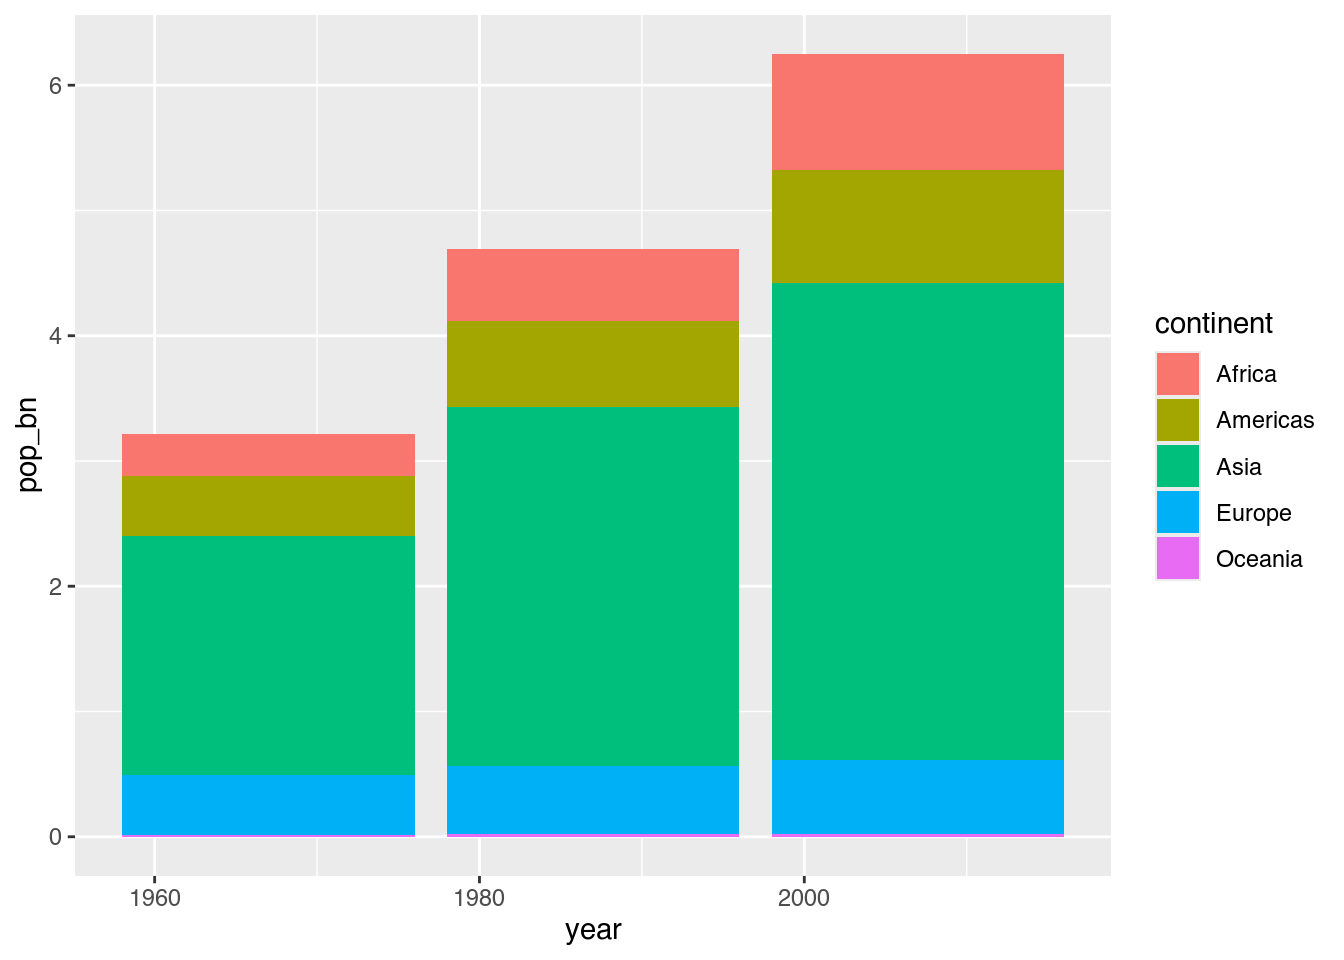 6
4
2
0
pop_bn
1960 1980 2000
year
continent
Africa
Americas
Asia
Europe
Oceania